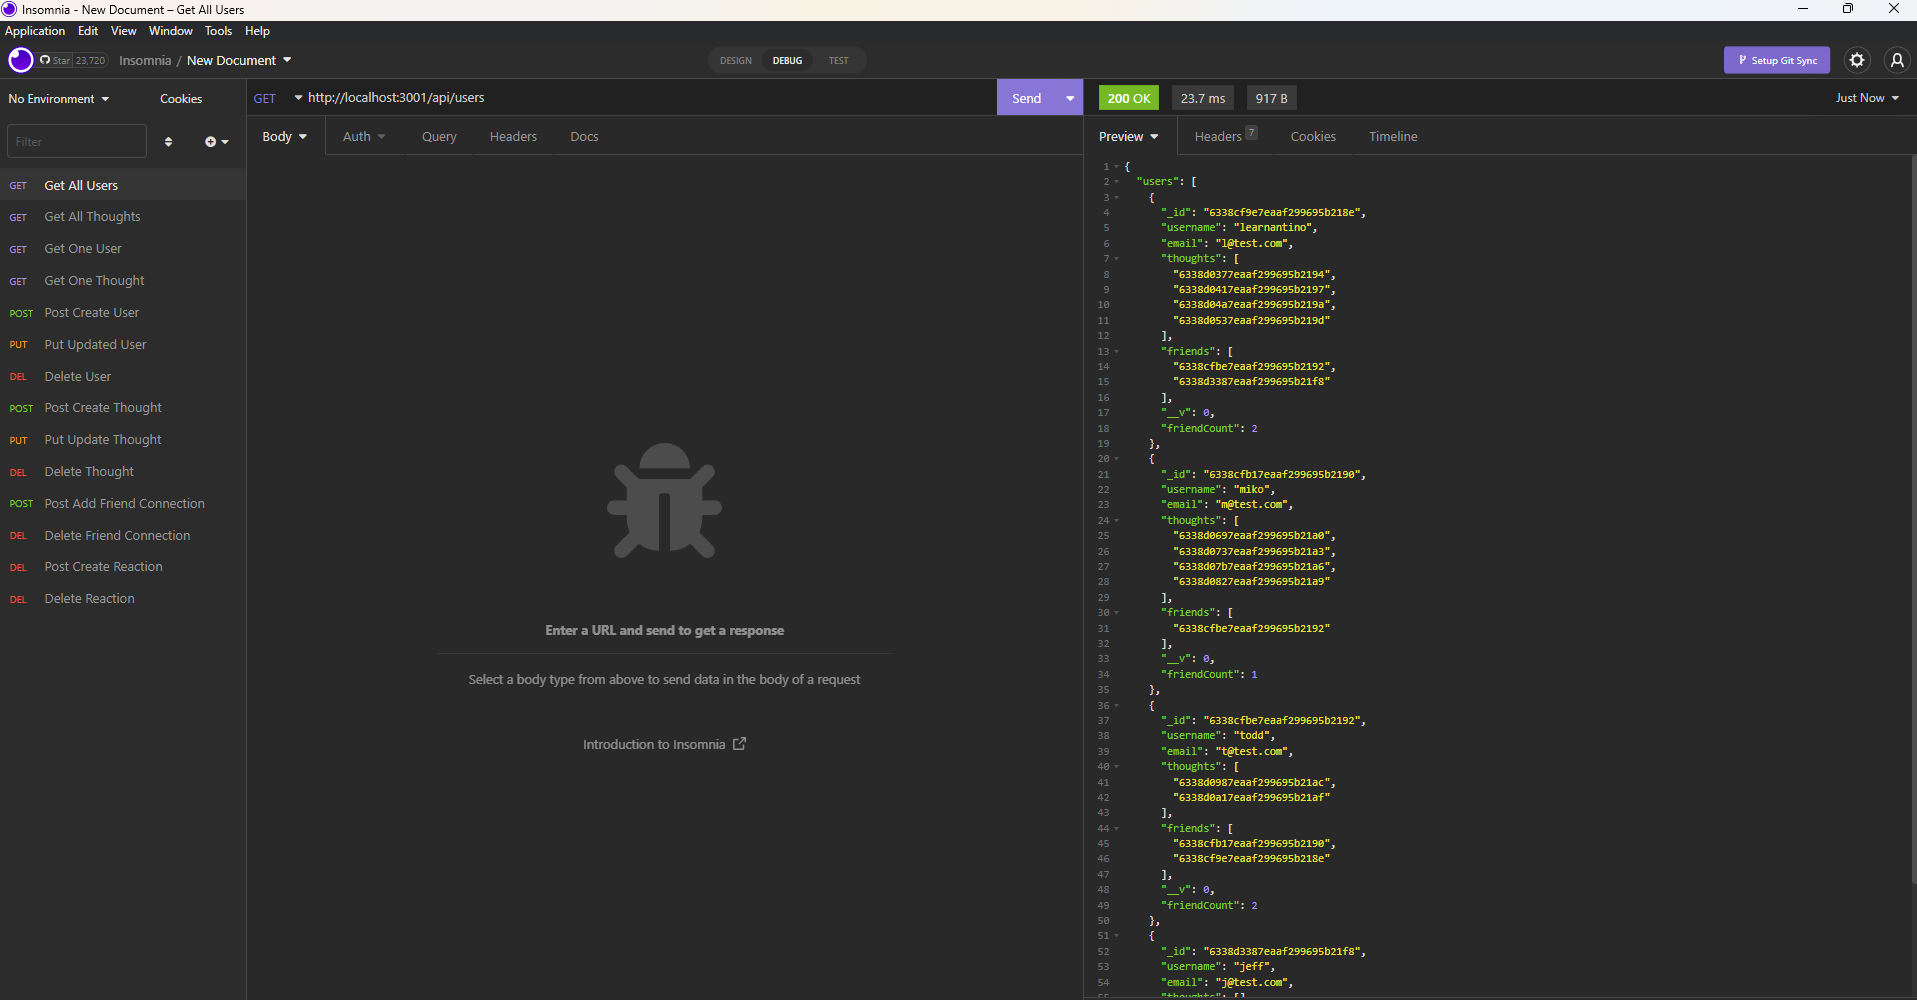 Insomnia - New Document – Get All Users
Application Edit View Window Tools Help
Star 23,720 Insomnia / New Document DESIGN DEBUG TEST Setup Git Sync
No Environment Cookies
Filter
GET Get All Users
GET Get All Thoughts
GET Get One User
GET Get One Thought
POST Post Create User
PUT Put Updated User
DEL Delete User
POST Post Create Thought
PUT Put Update Thought
DEL Delete Thought
POST Post Add Friend Connection
DEL Delete Friend Connection
DEL Post Create Reaction
DEL Delete Reaction
GET http://localhost:3001/api/users Send
Body Auth Query Headers Docs
Enter a URL and send to get a response
Select a body type from above to send data in the body of a request
Introduction to Insomnia
200 OK 23.7 ms 917 B Just Now
Preview Headers 7 Cookies Timeline
1 {
2 "users": [
3 {
4 "_id": "6338cf9e7eaaf299695b218e",
5 "username": "learnantino",
6 "email": "l@test.com",
7 "thoughts": [
8 "6338d0377eaaf299695b2194",
9 "6338d0417eaaf299695b2197",
10 "6338d04a7eaaf299695b219a",
11 "6338d0537eaaf299695b219d"
12 ],
13 "friends": [
14 "6338cfbe7eaaf299695b2192",
15 "6338d3387eaaf299695b21f8"
16 ],
17 "__v": 0,
18 "friendCount": 2
19 },
20 {
21 "_id": "6338cfb17eaaf299695b2190",
22 "username": "miko",
23 "email": "m@test.com",
24 "thoughts": [
25 "6338d0697eaaf299695b21a0",
26 "6338d0737eaaf299695b21a3",
27 "6338d07b7eaaf299695b21a6",
28 "6338d0827eaaf299695b21a9"
29 ],
30 "friends": [
31 "6338cfbe7eaaf299695b2192"
32 ],
33 "__v": 0,
34 "friendCount": 1
35 },
36 {
37 "_id": "6338cfbe7eaaf299695b2192",
38 "username": "todd",
39 "email": "t@test.com",
40 "thoughts": [
41 "6338d0987eaaf299695b21ac",
42 "6338d0a17eaaf299695b21af"
43 ],
44 "friends": [
45 "6338cfb17eaaf299695b2190",
46 "6338cf9e7eaaf299695b218e"
47 ],
48 "__v": 0,
49 "friendCount": 2
50 },
51 {
52 "_id": "6338d3387eaaf299695b21f8",
53 "username": "jeff",
54 "email": "j@test.com",
55 "thoughts": []